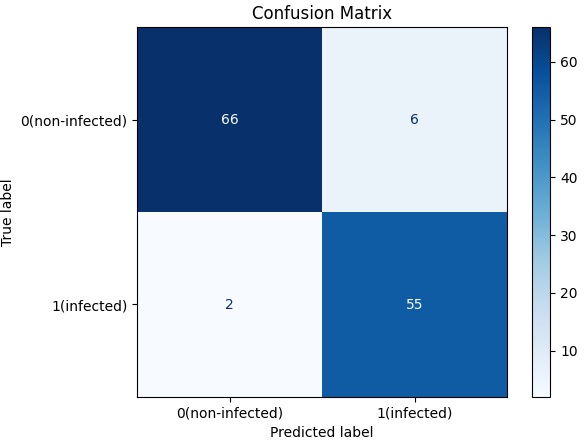 Confusion Matrix
True label
0(non-infected)
66
6
1(infected)
2
55
0(non-infected)
1(infected)
Predicted label
60
50
40
30
20
10